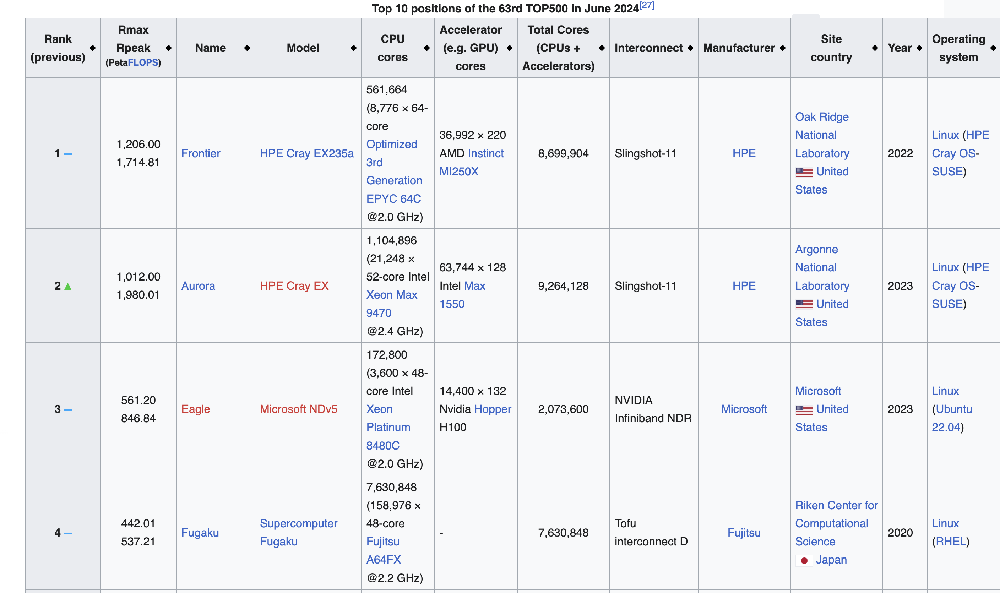 Top 10 positions of the 63rd TOP500 in June 2024[27]
Rank
(previous)
Rmax
Rpeak
(PetaFLOPS)
Name
Model
CPU
cores
Accelerator
(e.g. GPU)
cores
Total Cores
(CPUs +
Accelerators)
Interconnect
Manufacturer
Site
country
Year
Operating
system
1
1,206.00
1,714.81
Frontier
HPE Cray EX235a
561,664
(8,776 × 64-
core
Optimized
3rd
Generation
EPYC 64C
@2.0 GHz)
36,992 × 220
AMD Instinct
MI250X
8,699,904
Slingshot-11
HPE
Oak Ridge
National
Laboratory
United
States
2022
Linux (HPE
Cray OS-
SUSE)
2
1,012.00
1,980.01
Aurora
HPE Cray EX
1,104,896
(21,248 ×
52-core Intel
Xeon Max
9470
@2.4 GHz)
63,744 × 128
Intel Max
1550
9,264,128
Slingshot-11
HPE
Argonne
National
Laboratory
United
States
2023
Linux (HPE
Cray OS-
SUSE)
3
561.20
846.84
Eagle
Microsoft NDv5
172,800
(3,600 × 48-
core Intel
Xeon
Platinum
8480C
@2.0 GHz)
14,400 × 132
Nvidia Hopper
H100
2,073,600
NVIDIA
Infiniband NDR
Microsoft
Microsoft
United
States
2023
Linux
(Ubuntu
22.04)
4
442.01
537.21
Fugaku
Supercomputer
Fugaku
7,630,848
(158,976 ×
48-core
Fujitsu
A64FX
@2.2 GHz)
-
7,630,848
Tofu
interconnect D
Fujitsu
Riken Center for
Computational
Science
Japan
2020
Linux
(RHEL)